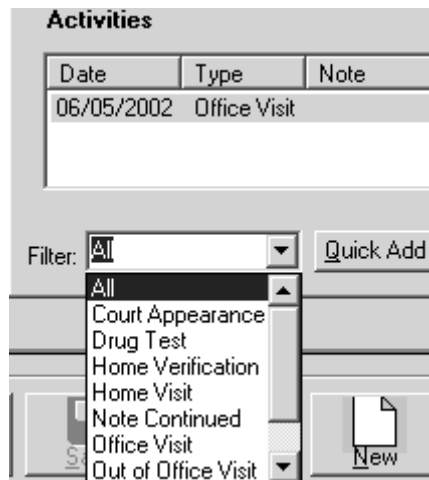 Activities
Date Type Note
06/05/2002 Office Visit
Filter: All Quick Add
All
Court Appearance
Drug Test
Home Verification
Home Visit
Note Continued
Office Visit
Out of Office Visit
New